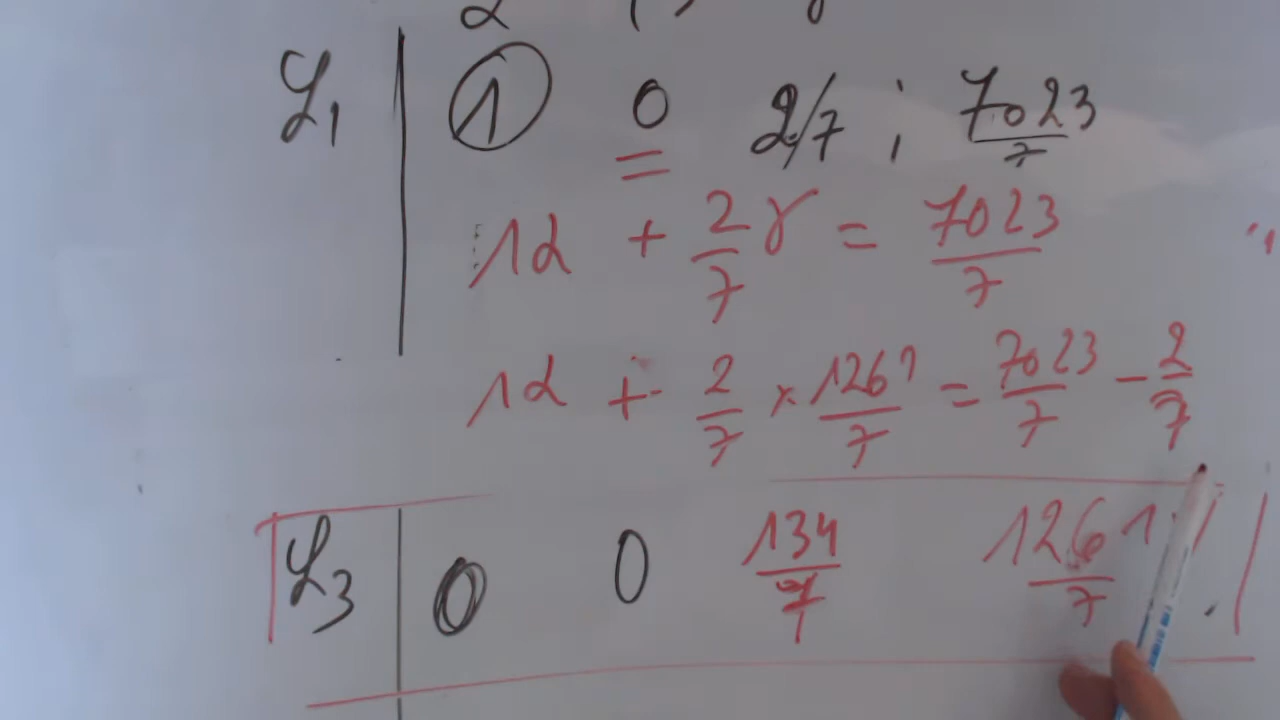 L₁ | 1 0 2/7 ; 7023/7
1α + 2/7 γ = 7023/7
1α + 2/7 × 1261/7 = 7023/7 - 2/7
L₃ | 0 0 134/7 1261/7